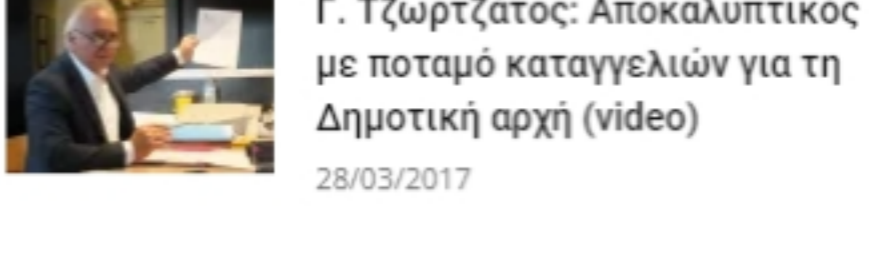 Γ. Τζωρτζάτος: Αποκαλυπτικός
με ποταμό καταγγελιών για τη
Δημοτική αρχή (video)
28/03/2017